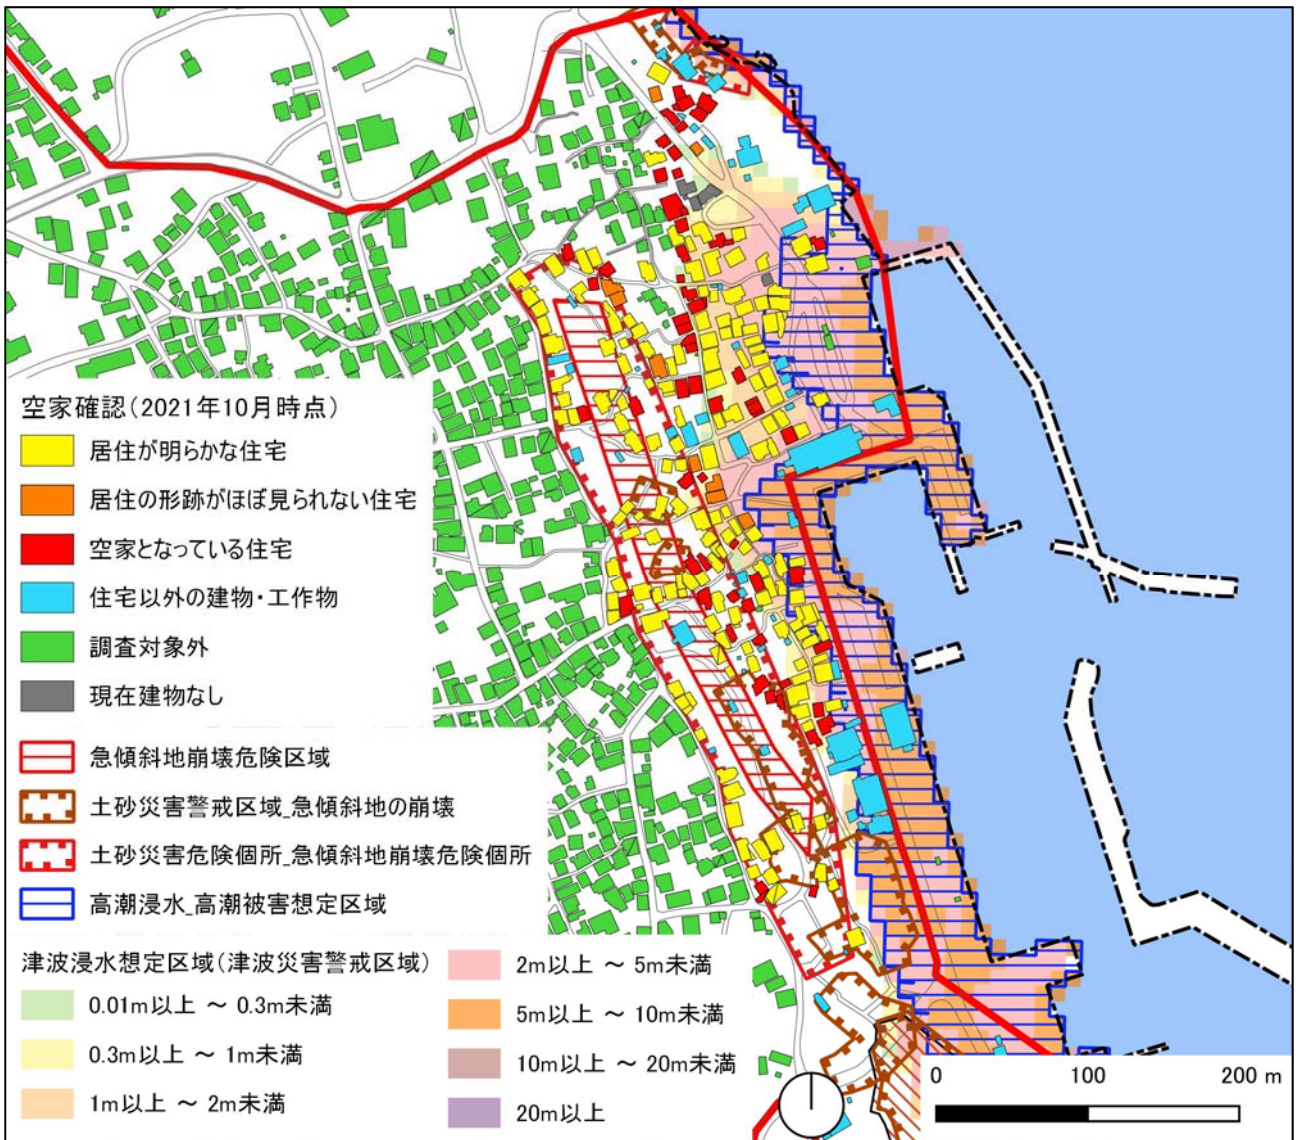 空家確認(2021年10月時点)
居住が明らかな住宅
居住の形跡がほぼ見られない住宅
空家となっている住宅
住宅以外の建物・工作物
調査対象外
現在建物なし
急傾斜地崩壊危険区域
土砂災害警戒区域_急傾斜地の崩壊
土砂災害危険個所_急傾斜地崩壊危険個所
高潮浸水_高潮被害想定区域
津波浸水想定区域(津波災害警戒区域)
0.01m以上 ～ 0.3m未満
0.3m以上 ～ 1m未満
1m以上 ～ 2m未満
2m以上 ～ 5m未満
5m以上 ～ 10m未満
10m以上 ～ 20m未満
20m以上
0 100 200 m